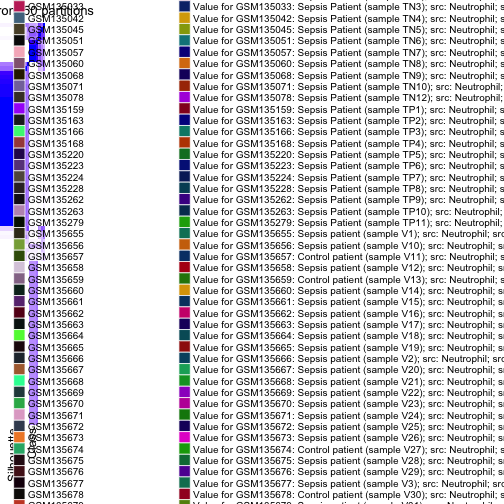 ror 50 partitions
GSM135033 Value for GSM135033: Sepsis Patient (sample TN3); src: Neutrophil; s
GSM135042 Value for GSM135042: Sepsis Patient (sample TN4); src: Neutrophil; s
GSM135045 Value for GSM135045: Sepsis Patient (sample TN5); src: Neutrophil; s
GSM135051 Value for GSM135051: Sepsis Patient (sample TN6); src: Neutrophil; s
GSM135057 Value for GSM135057: Sepsis Patient (sample TN7); src: Neutrophil; s
GSM135060 Value for GSM135060: Sepsis Patient (sample TN8); src: Neutrophil; s
GSM135068 Value for GSM135068: Sepsis Patient (sample TN9); src: Neutrophil; s
GSM135071 Value for GSM135071: Sepsis Patient (sample TN10); src: Neutrophil;
GSM135078 Value for GSM135078: Sepsis Patient (sample TN12); src: Neutrophil;
GSM135159 Value for GSM135159: Sepsis Patient (sample TP1); src: Neutrophil; s
GSM135163 Value for GSM135163: Sepsis Patient (sample TP2); src: Neutrophil; s
GSM135166 Value for GSM135166: Sepsis Patient (sample TP3); src: Neutrophil; s
GSM135168 Value for GSM135168: Sepsis Patient (sample TP4); src: Neutrophil; s
GSM135220 Value for GSM135220: Sepsis Patient (sample TP5); src: Neutrophil; s
GSM135223 Value for GSM135223: Sepsis Patient (sample TP6); src: Neutrophil; s
GSM135224 Value for GSM135224: Sepsis Patient (sample TP7); src: Neutrophil; s
GSM135228 Value for GSM135228: Sepsis Patient (sample TP8); src: Neutrophil; s
GSM135262 Value for GSM135262: Sepsis Patient (sample TP9); src: Neutrophil; s
GSM135263 Value for GSM135263: Sepsis Patient (sample TP10); src: Neutrophil; s
GSM135279 Value for GSM135279: Sepsis Patient (sample TP11); src: Neutrophil; s
GSM135655 Value for GSM135655: Sepsis patient (sample V1); src: Neutrophil; src
GSM135656 Value for GSM135656: Sepsis patient (sample V10); src: Neutrophil; s
GSM135657 Value for GSM135657: Control patient (sample V11); src: Neutrophil; s
GSM135658 Value for GSM135658: Sepsis patient (sample V12); src: Neutrophil; s
GSM135659 Value for GSM135659: Control patient (sample V13); src: Neutrophil; s
GSM135660 Value for GSM135660: Sepsis patient (sample V14); src: Neutrophil; s
GSM135661 Value for GSM135661: Sepsis patient (sample V15); src: Neutrophil; s
GSM135662 Value for GSM135662: Sepsis patient (sample V16); src: Neutrophil; s
GSM135663 Value for GSM135663: Sepsis patient (sample V17); src: Neutrophil; s
GSM135664 Value for GSM135664: Sepsis patient (sample V18); src: Neutrophil; s
GSM135665 Value for GSM135665: Sepsis patient (sample V19); src: Neutrophil; s
GSM135666 Value for GSM135666: Sepsis patient (sample V2); src: Neutrophil; src
GSM135667 Value for GSM135667: Sepsis patient (sample V20); src: Neutrophil; s
GSM135668 Value for GSM135668: Sepsis patient (sample V21); src: Neutrophil; s
GSM135669 Value for GSM135669: Sepsis patient (sample V22); src: Neutrophil; s
GSM135670 Value for GSM135670: Sepsis patient (sample V23); src: Neutrophil; s
GSM135671 Value for GSM135671: Sepsis patient (sample V24); src: Neutrophil; s
GSM135672 Value for GSM135672: Sepsis patient (sample V25); src: Neutrophil; s
GSM135673 Value for GSM135673: Sepsis patient (sample V26); src: Neutrophil; s
GSM135674 Value for GSM135674: Control patient (sample V27); src: Neutrophil; s
GSM135675 Value for GSM135675: Sepsis patient (sample V28); src: Neutrophil; s
GSM135676 Value for GSM135676: Sepsis patient (sample V29); src: Neutrophil; s
GSM135677 Value for GSM135677: Sepsis patient (sample V3); src: Neutrophil; src
GSM135678 Value for GSM135678: Control patient (sample V30); src: Neutrophil; s
Silhouette